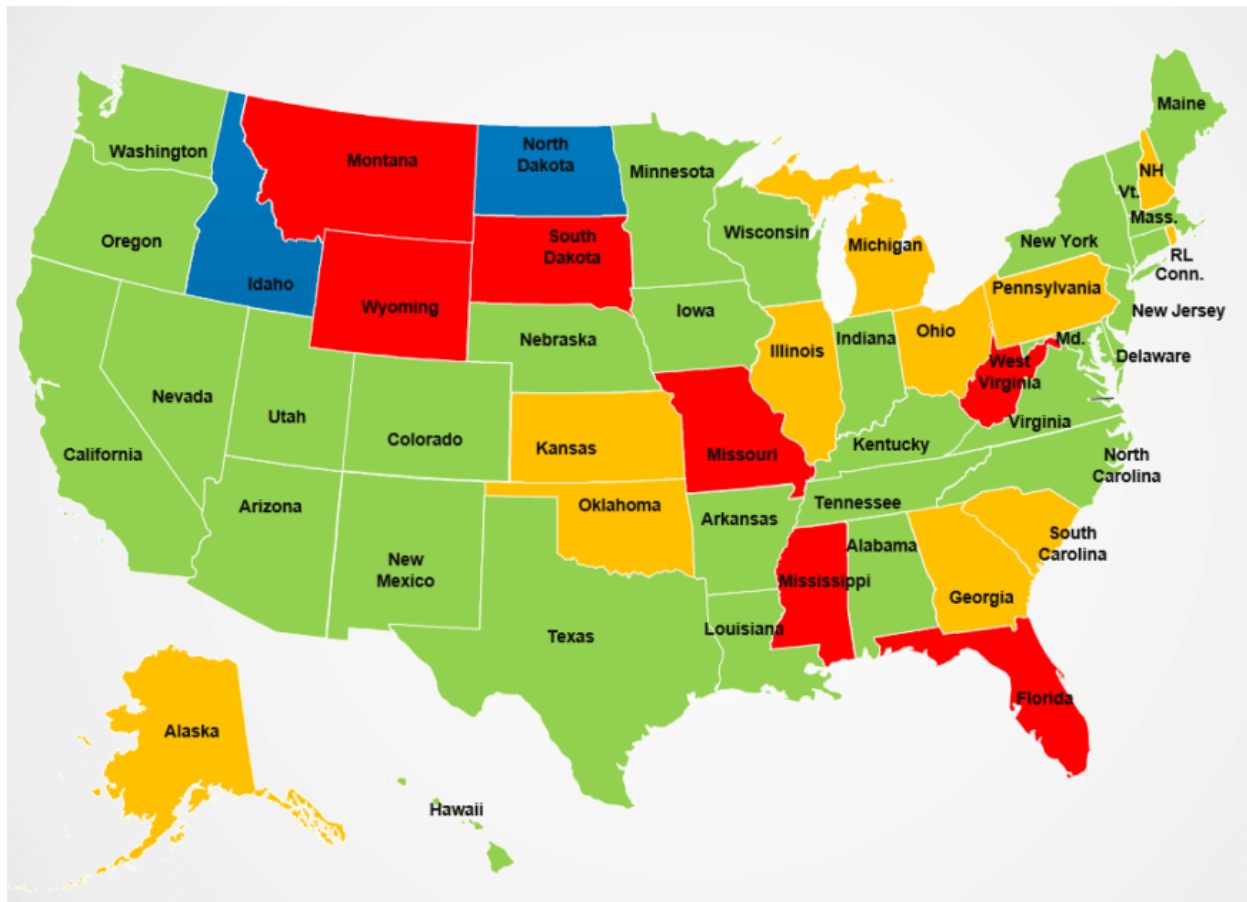 Maine
Washington
Montana
North
Dakota
Minnesota
NH
Vt.
Mass.
Oregon
South
Dakota
Wisconsin
Michigan
New York
RL
Conn.
Idaho
Wyoming
Pennsylvania
New Jersey
Iowa
Nebraska
Illinois
Indiana
Ohio
Md.
Delaware
West
Virginia
Nevada
Utah
Colorado
Kansas
Missouri
Kentucky
Virginia
California
North
Carolina
Arizona
Oklahoma
Arkansas
Tennessee
South
Carolina
New
Mexico
Alabama
Mississippi
Georgia
Texas
Louisiana
Florida
Alaska
Hawaii